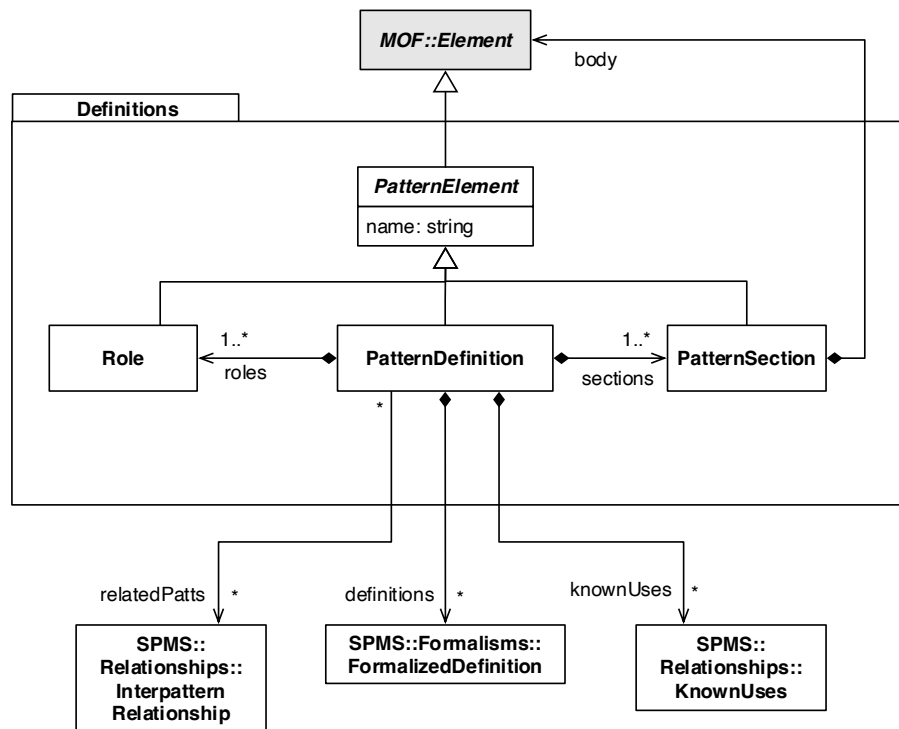 MOF::Element
body
Definitions
PatternElement
name: string
1..*
1..*
Role
PatternDefinition
PatternSection
roles
sections
*
relatedPatts
*
definitions
*
knownUses
*
SPMS::
Relationships::
Interpattern
Relationship
SPMS::Formalisms::
FormalizedDefinition
SPMS::
Relationships::
KnownUses